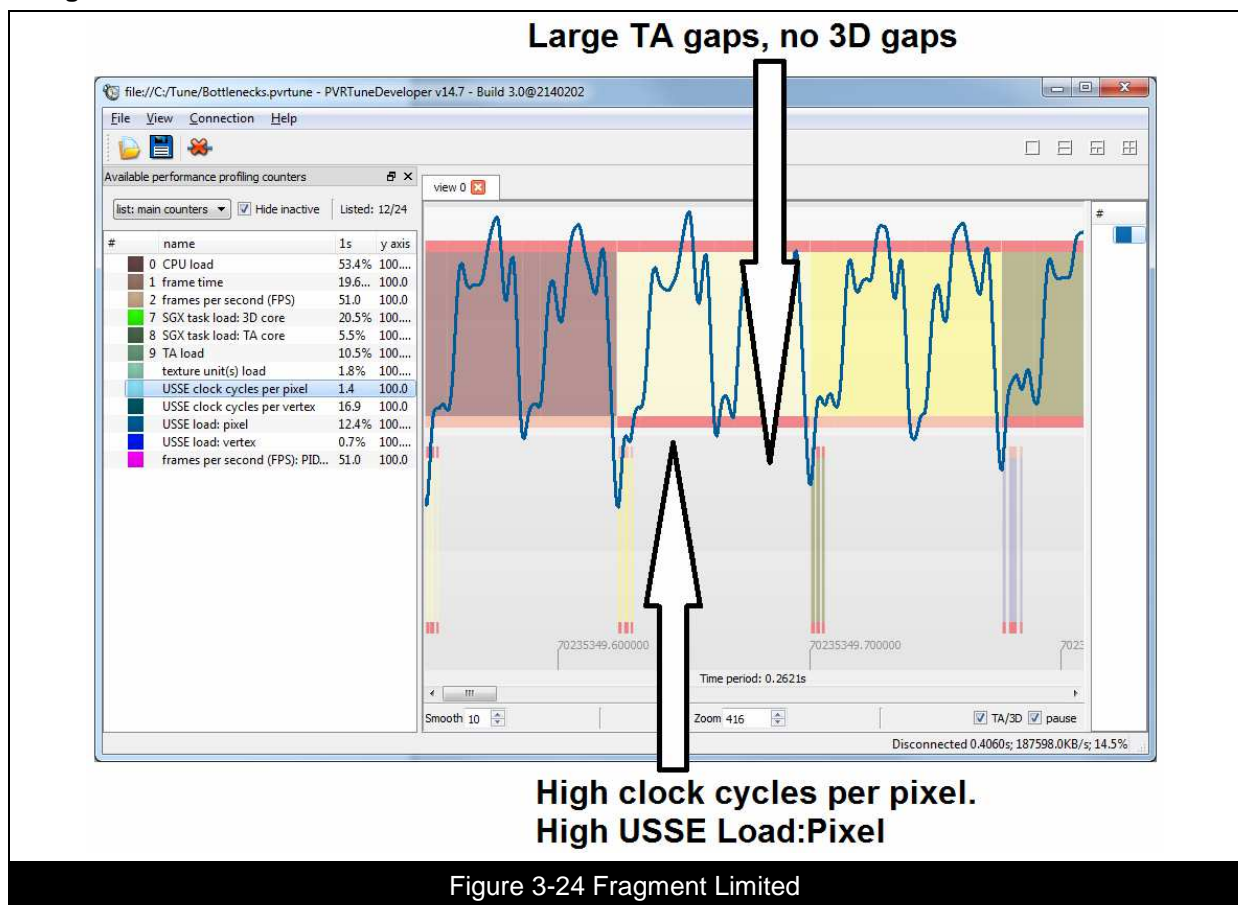 Large TA gaps, no 3D gaps
file://C:/Tune/Bottlenecks.pvrtune - PVRTuneDeveloper v14.7 - Build 3.0@2140202
File View Connection Help
Available performance profiling counters
view 0
list: main counters Hide inactive Listed: 12/24
#
# name 1s y axis
0 CPU load 53.4% 100....
1 frame time 19.6... 100.0
2 frames per second (FPS) 51.0 100.0
7 SGX task load: 3D core 20.5% 100....
8 SGX task load: TA core 5.5% 100....
9 TA load 10.5% 100....
texture unit(s) load 1.8% 100....
USSE clock cycles per pixel 1.4 100.0
USSE clock cycles per vertex 16.9 100.0
USSE load: pixel 12.4% 100....
USSE load: vertex 0.7% 100....
frames per second (FPS): PID... 51.0 100.0
70235349.600000 70235349.700000 7023
Time period: 0.2621s
Smooth 10 Zoom 416 TA/3D pause
Disconnected 0.4060s; 187598.0KB/s; 14.5%
High clock cycles per pixel.
High USSE Load:Pixel
Figure 3-24 Fragment Limited